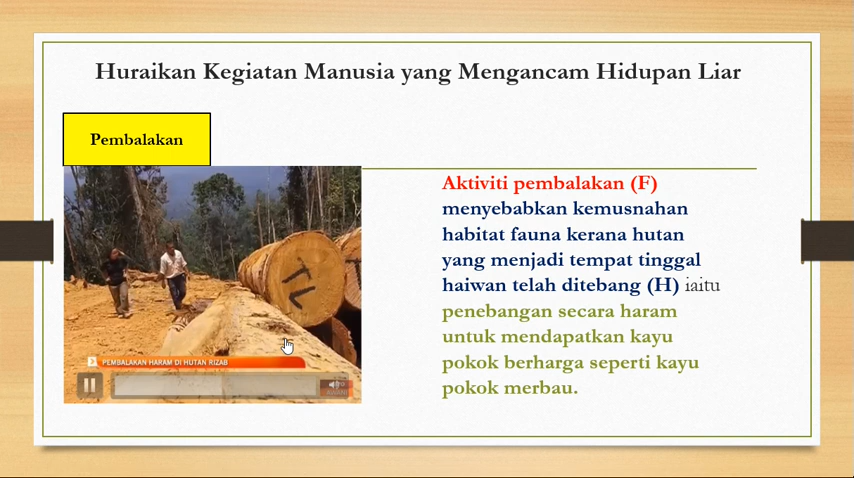 Huraikan Kegiatan Manusia yang Mengancam Hidupan Liar
Pembalakan
TL
PEMBALAKAN HARAM DI HUTAN RIZAB
Aktiviti pembalakan (F)
menyebabkan kemusnahan
habitat fauna kerana hutan
yang menjadi tempat tinggal
haiwan telah ditebang (H) iaitu
penebangan secara haram
untuk mendapatkan kayu
pokok berharga seperti kayu
pokok merbau.